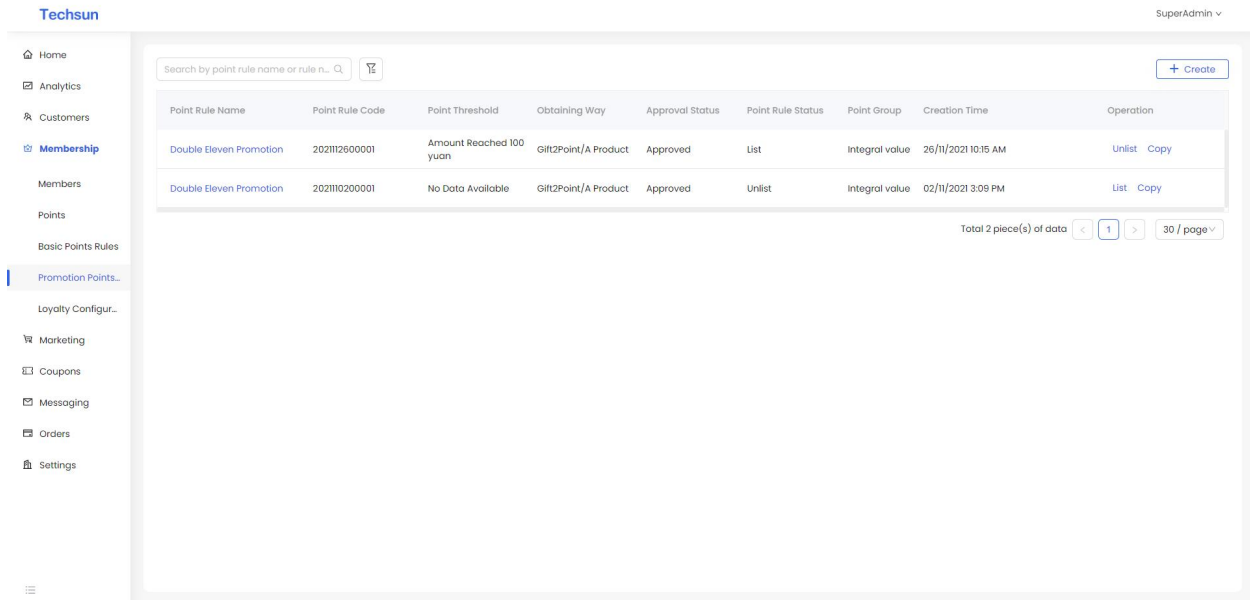 Techsun
SuperAdmin
Home
Analytics
Customers
Membership
Members
Points
Basic Points Rules
Promotion Points...
Loyalty Configur...
Marketing
Coupons
Messaging
Orders
Settings
Search by point rule name or rule n...
+ Create
Point Rule Name Point Rule Code Point Threshold Obtaining Way Approval Status Point Rule Status Point Group Creation Time Operation
Double Eleven Promotion 2021112600001 Amount Reached 100 yuan Gift2Point/A Product Approved List Integral value 26/11/2021 10:15 AM Unlist Copy
Double Eleven Promotion 2021110200001 No Data Available Gift2Point/A Product Approved Unlist Integral value 02/11/2021 3:09 PM List Copy
Total 2 piece(s) of data < 1 > 30 / page